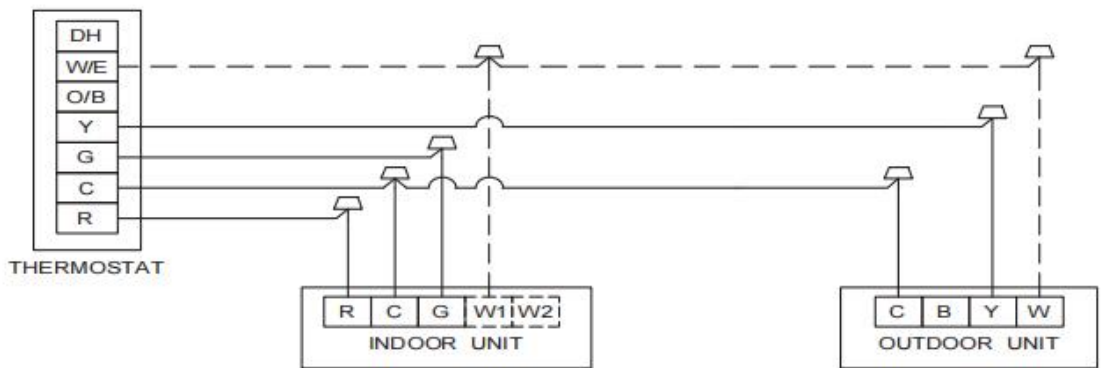 DH
W/E
O/B
Y
G
C
R
THERMOSTAT
R C G W1 W2
INDOOR UNIT
C B Y W
OUTDOOR UNIT